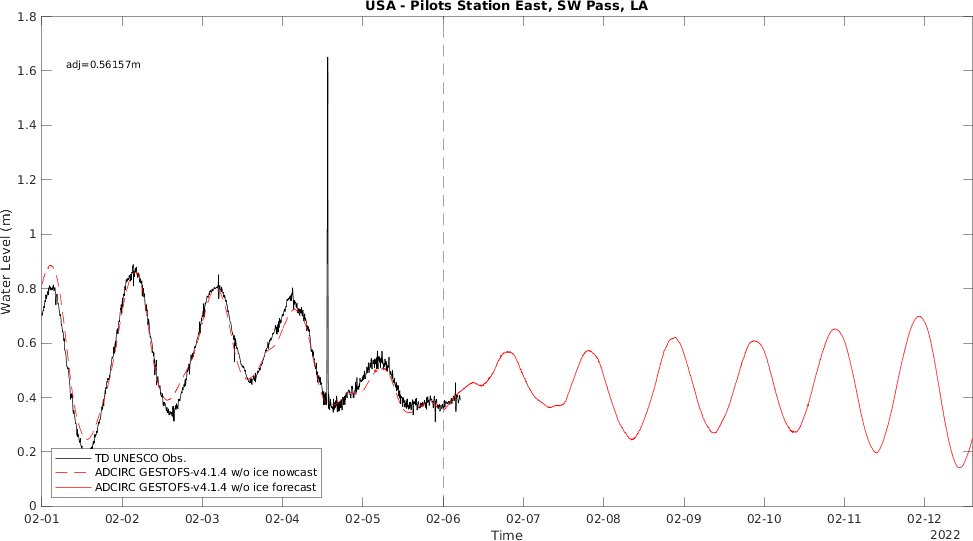 USA - Pilots Station East, SW Pass, LA
1.8
adj=0.56157m
1.6
1.4
1.2
1
0.8
0.6
0.4
0.2
0
Water Level (m)
TD UNESCO Obs.
ADCIRC GESTOFS-v4.1.4 w/o ice nowcast
ADCIRC GESTOFS-v4.1.4 w/o ice forecast
02-01 02-02 02-03 02-04 02-05 02-06 02-07 02-08 02-09 02-10 02-11 02-12
Time
2022